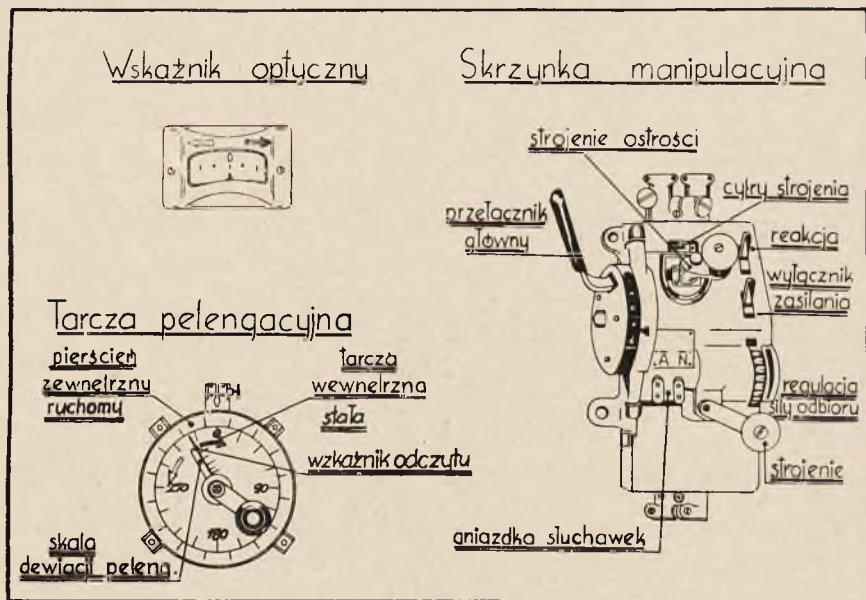 Wskaźnik optyczny
Skrzynka manipulacyjna
strojenie ostrości
cyfry strojenia
przełącznik
główny
reakcja
wyłącznik
zasilania
A N.
regulacja
siły odbioru
strojenie
gniazdka słuchawek
Tarcza pelengacyjna
pierścień
zewnętrzny
ruchomy
tarcza
wewnętrzna
stała
wzkaźnik odczytu
0
270
90
180
skala
dewiacji peleng.